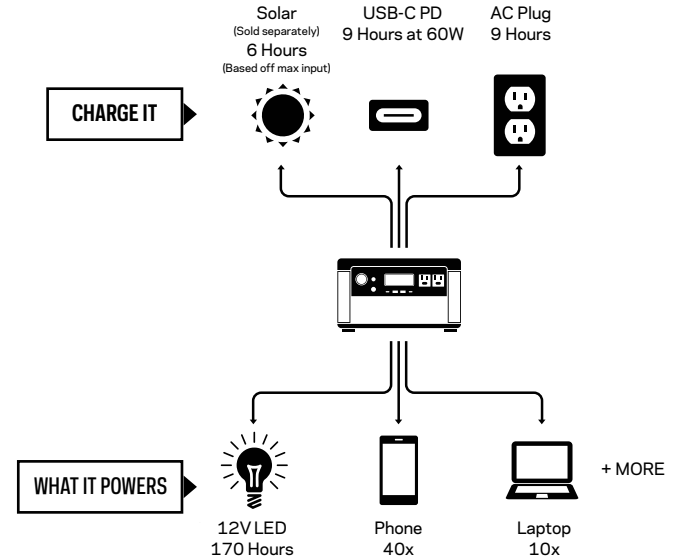 Solar
(Sold separately)
6 Hours
(Based off max input)
USB-C PD
9 Hours at 60W
AC Plug
9 Hours
CHARGE IT
WHAT IT POWERS
12V LED
170 Hours
Phone
40x
Laptop
10x
+ MORE